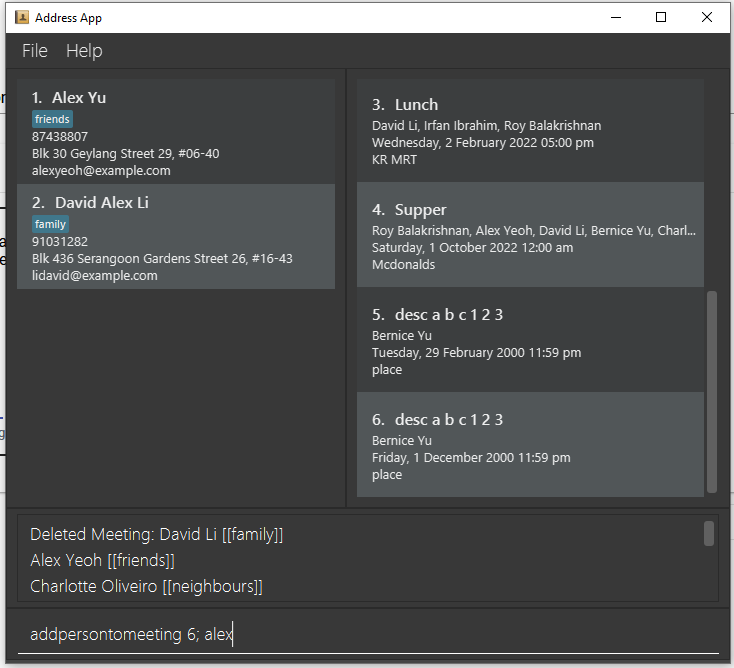 Address App
File Help
1. Alex Yu
friends
87438807
Blk 30 Geylang Street 29, #06-40
alexyeoh@example.com
2. David Alex Li
family
91031282
Blk 436 Serangoon Gardens Street 26, #16-43
lidavid@example.com
3. Lunch
David Li, Irfan Ibrahim, Roy Balakrishnan
Wednesday, 2 February 2022 05:00 pm
KR MRT
4. Supper
Roy Balakrishnan, Alex Yeoh, David Li, Bernice Yu, Charl...
Saturday, 1 October 2022 12:00 am
Mcdonalds
5. desc a b c 1 2 3
Bernice Yu
Tuesday, 29 February 2000 11:59 pm
place
6. desc a b c 1 2 3
Bernice Yu
Friday, 1 December 2000 11:59 pm
place
Deleted Meeting: David Li [[family]]
Alex Yeoh [[friends]]
Charlotte Oliveiro [[neighbours]]
addpersontomeeting 6; alex